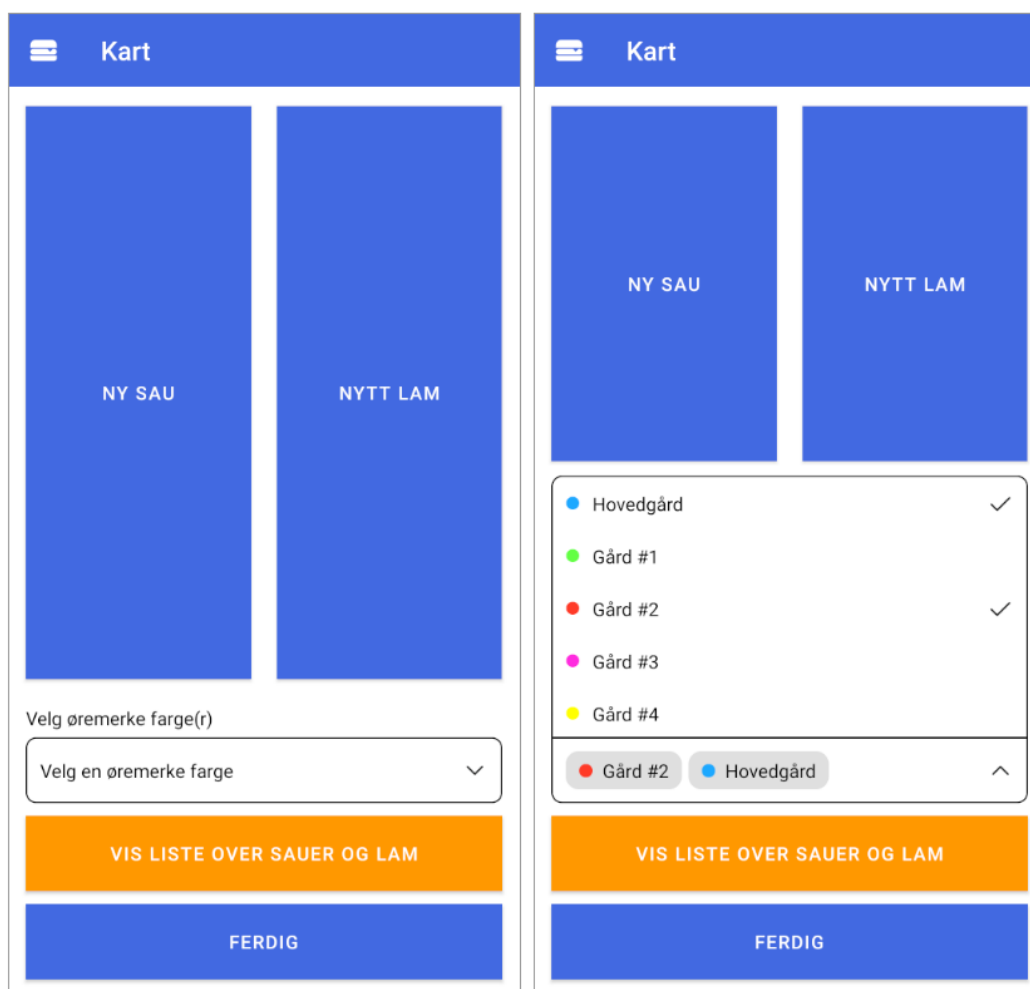 Kart
NY SAU
NYTT LAM
Velg øremerke farge(r)
Velg en øremerke farge
VIS LISTE OVER SAUER OG LAM
FERDIG
Kart
NY SAU
NYTT LAM
Hovedgård
Gård #1
Gård #2
Gård #3
Gård #4
Gård #2 Hovedgård
VIS LISTE OVER SAUER OG LAM
FERDIG